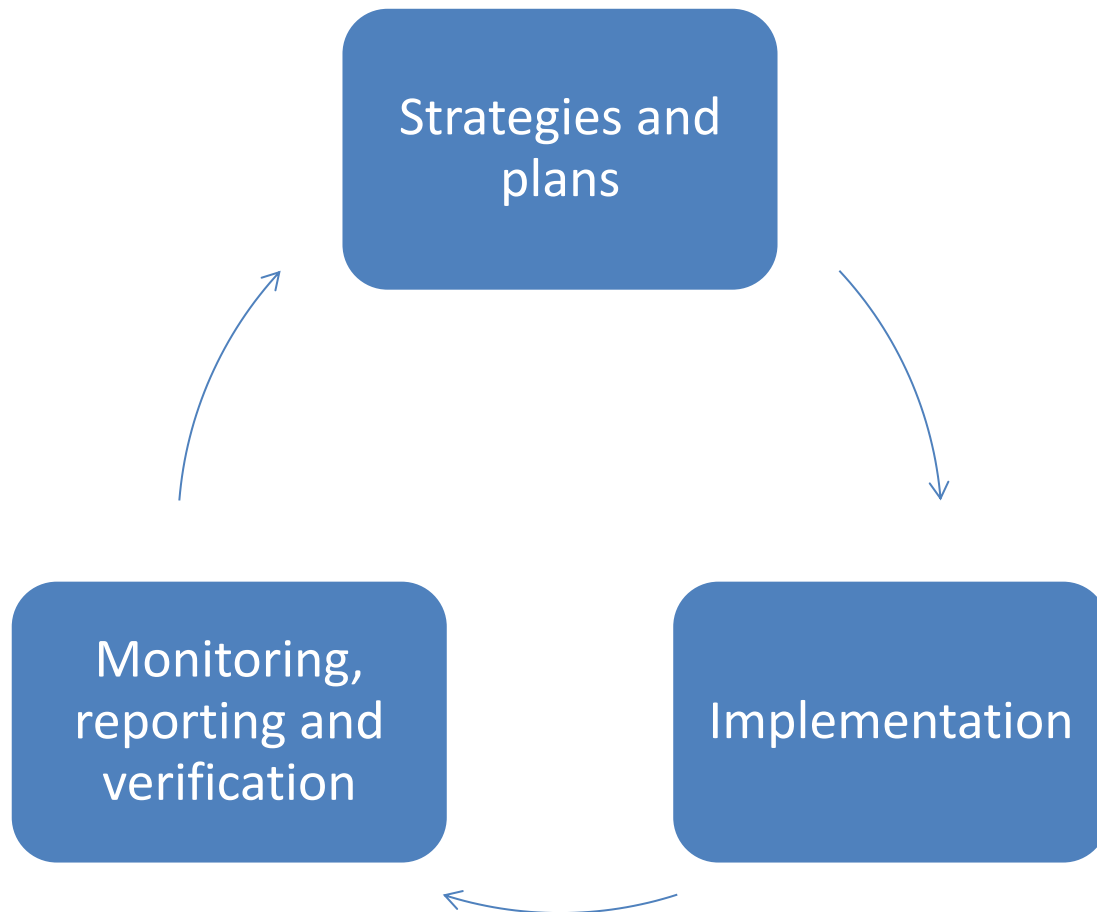 Strategies and
plans
Monitoring,
reporting and
verification
Implementation